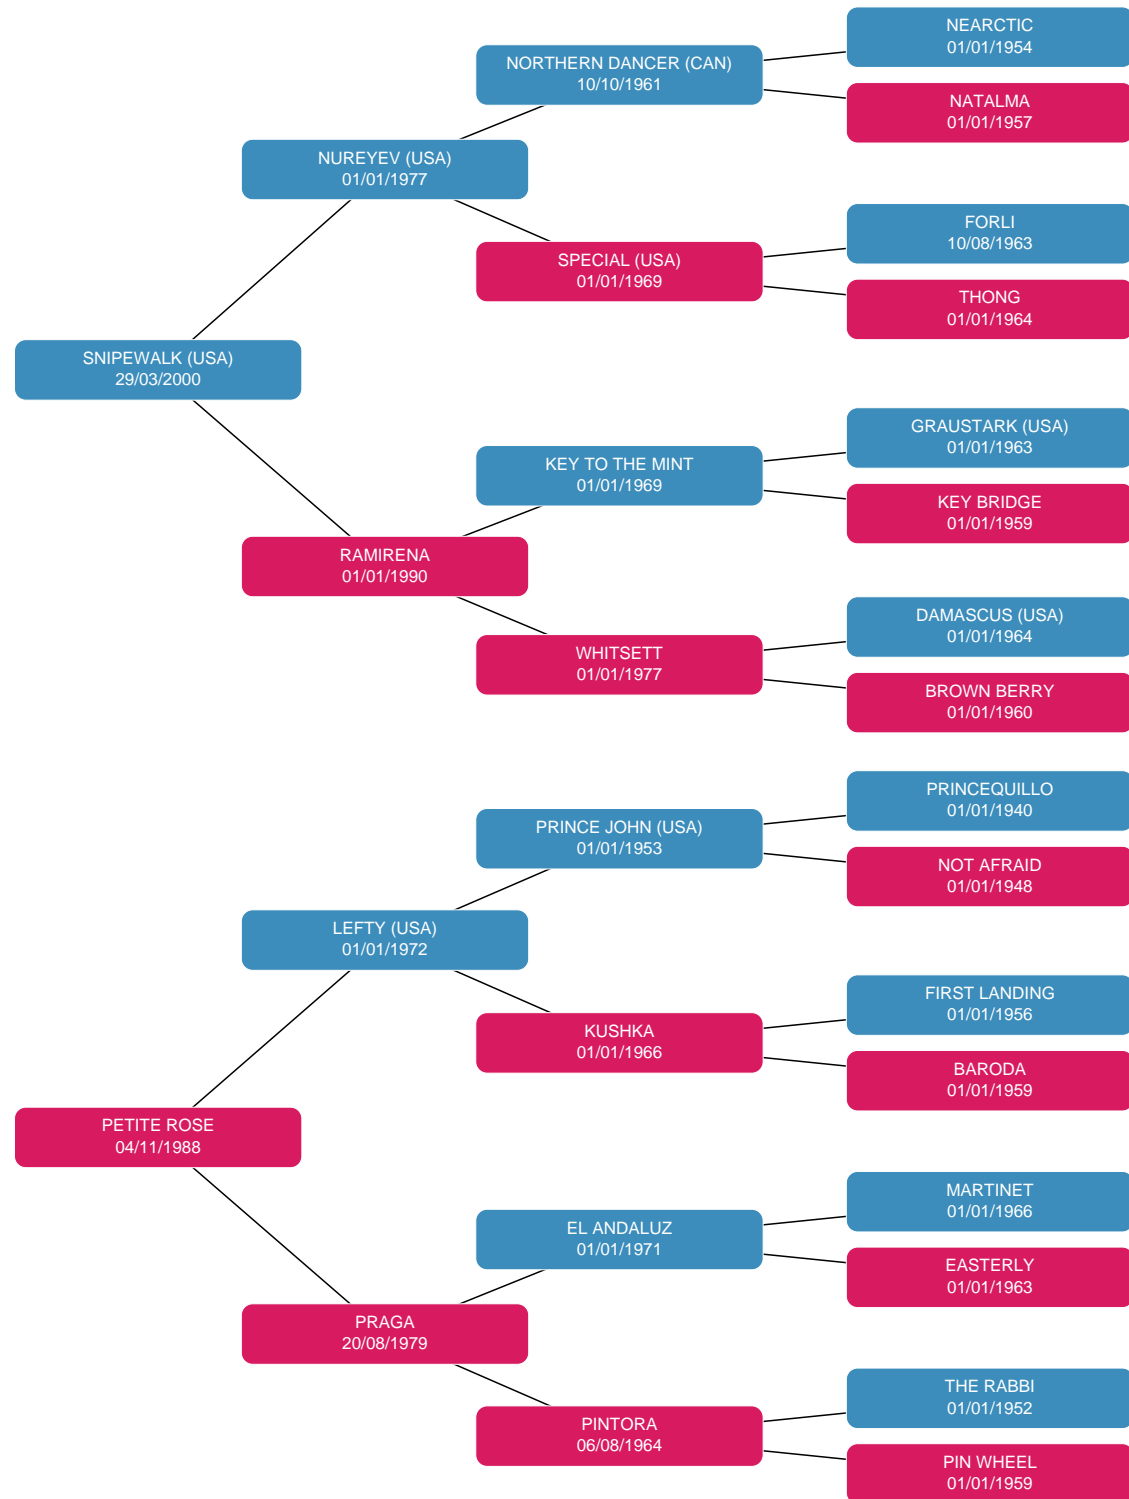 NEARCTIC
01/01/1954
NORTHERN DANCER (CAN)
10/10/1961
NATALMA
01/01/1957
NUREYEV (USA)
01/01/1977
FORLI
10/08/1963
SPECIAL (USA)
01/01/1969
THONG
01/01/1964
SNIPEWALK (USA)
29/03/2000
GRAUSTARK (USA)
01/01/1963
KEY TO THE MINT
01/01/1969
KEY BRIDGE
01/01/1959
RAMIRENA
01/01/1990
DAMASCUS (USA)
01/01/1964
WHITSETT
01/01/1977
BROWN BERRY
01/01/1960
PRINCEQUILLO
01/01/1940
PRINCE JOHN (USA)
01/01/1953
NOT AFRAID
01/01/1948
LEFTY (USA)
01/01/1972
FIRST LANDING
01/01/1956
KUSHKA
01/01/1966
BARODA
01/01/1959
PETITE ROSE
04/11/1988
MARTINET
01/01/1966
EL ANDALUZ
01/01/1971
EASTERLY
01/01/1963
PRAGA
20/08/1979
THE RABBI
01/01/1952
PINTORA
06/08/1964
PIN WHEEL
01/01/1959